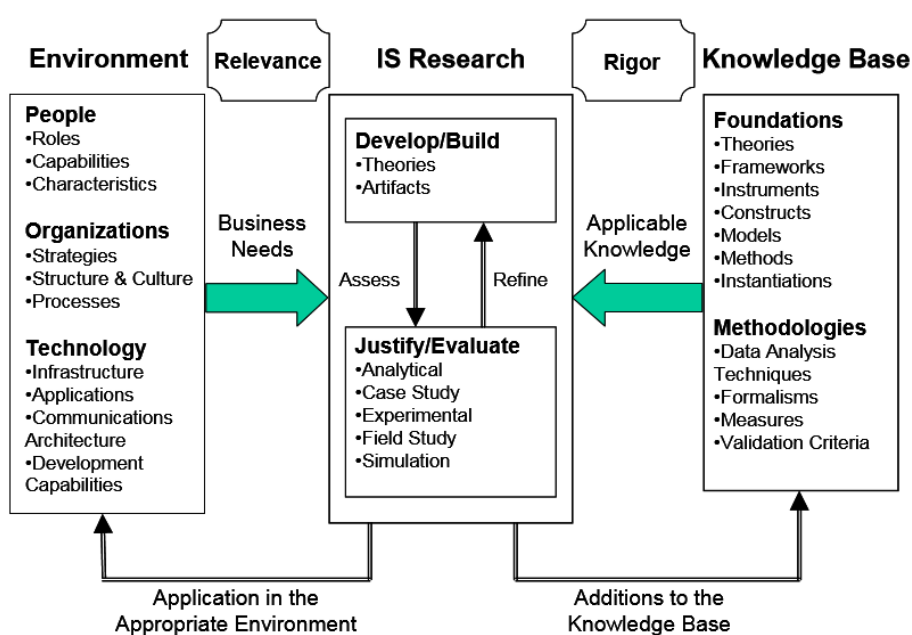 Environment
Relevance
IS Research
Rigor
Knowledge Base
People
•Roles
•Capabilities
•Characteristics
Organizations
•Strategies
•Structure & Culture
•Processes
Technology
•Infrastructure
•Applications
•Communications
Architecture
•Development
Capabilities
Business
Needs
Develop/Build
•Theories
•Artifacts
Assess
Refine
Justify/Evaluate
•Analytical
•Case Study
•Experimental
•Field Study
•Simulation
Applicable
Knowledge
Foundations
•Theories
•Frameworks
•Instruments
•Constructs
•Models
•Methods
•Instantiations
Methodologies
•Data Analysis
Techniques
•Formalisms
•Measures
•Validation Criteria
Application in the
Appropriate Environment
Additions to the
Knowledge Base